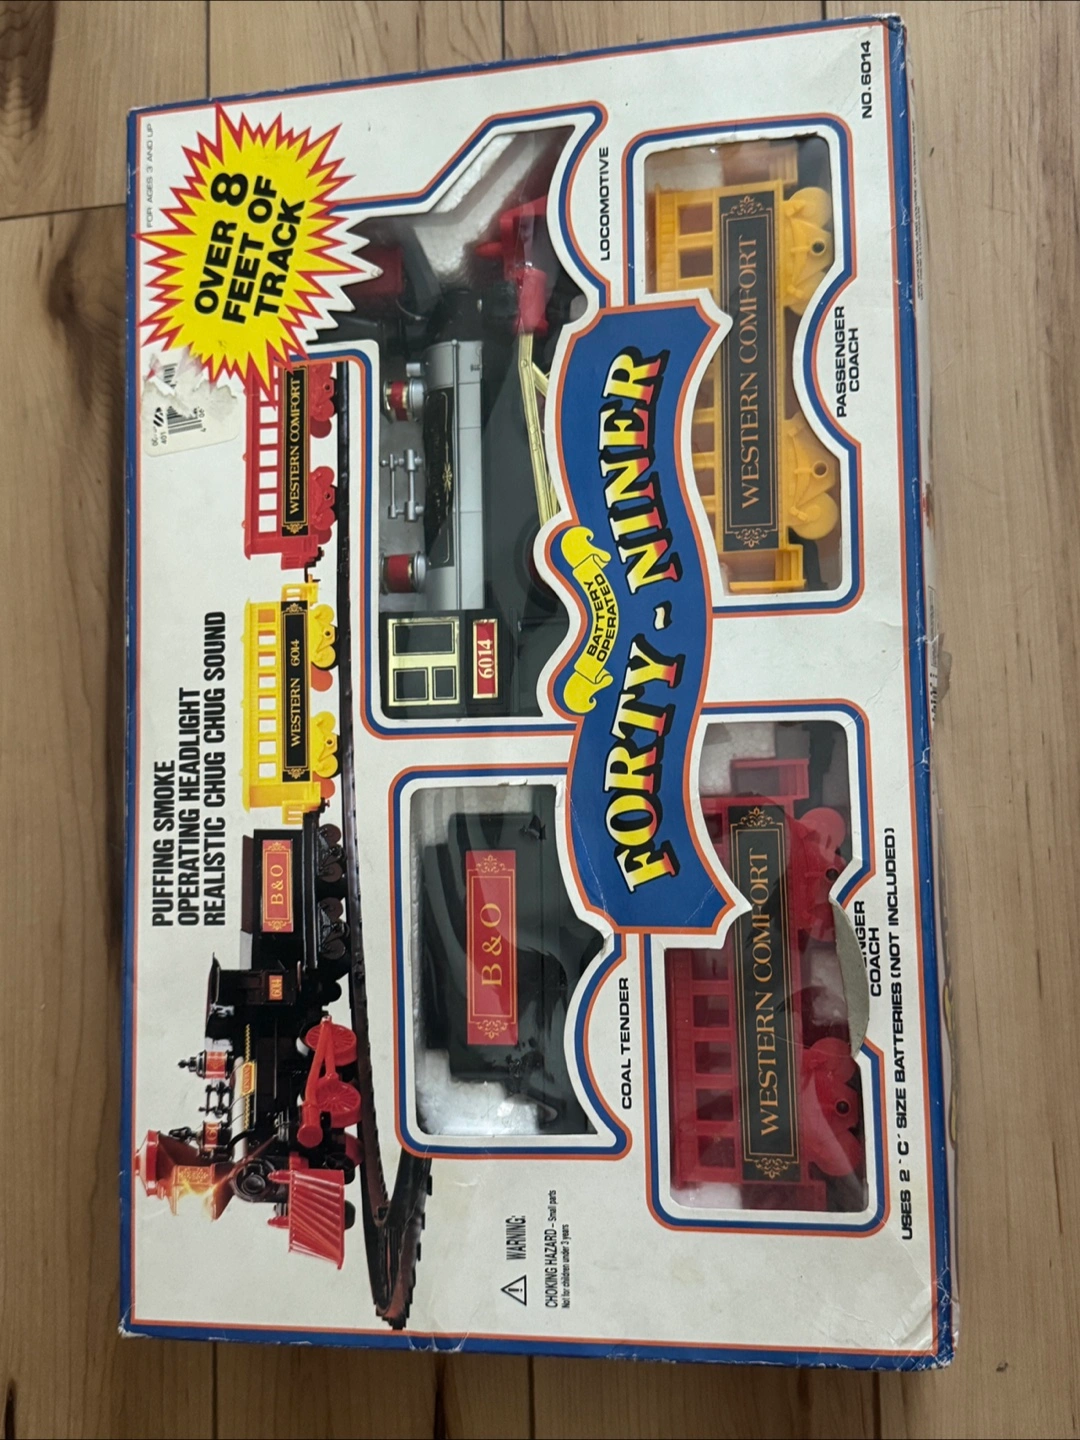 FOR AGES 3 AND UP
OVER 8
FEET OF
TRACK
NO. 6014
LOCOMOTIVE
PASSENGER
COACH
WESTERN COMFORT
WESTERN COMFORT
WESTERN 6014
B & O
6014
PUFFING SMOKE
OPERATING HEADLIGHT
REALISTIC CHUG CHUG SOUND
6014
BATTERY
OPERATED
FORTY-NINER
B & O
COAL TENDER
WESTERN COMFORT
COACH
USES 2 "C" SIZE BATTERIES (NOT INCLUDED)
WARNING:
CHOKING HAZARD – Small parts
Not for children under 3 years